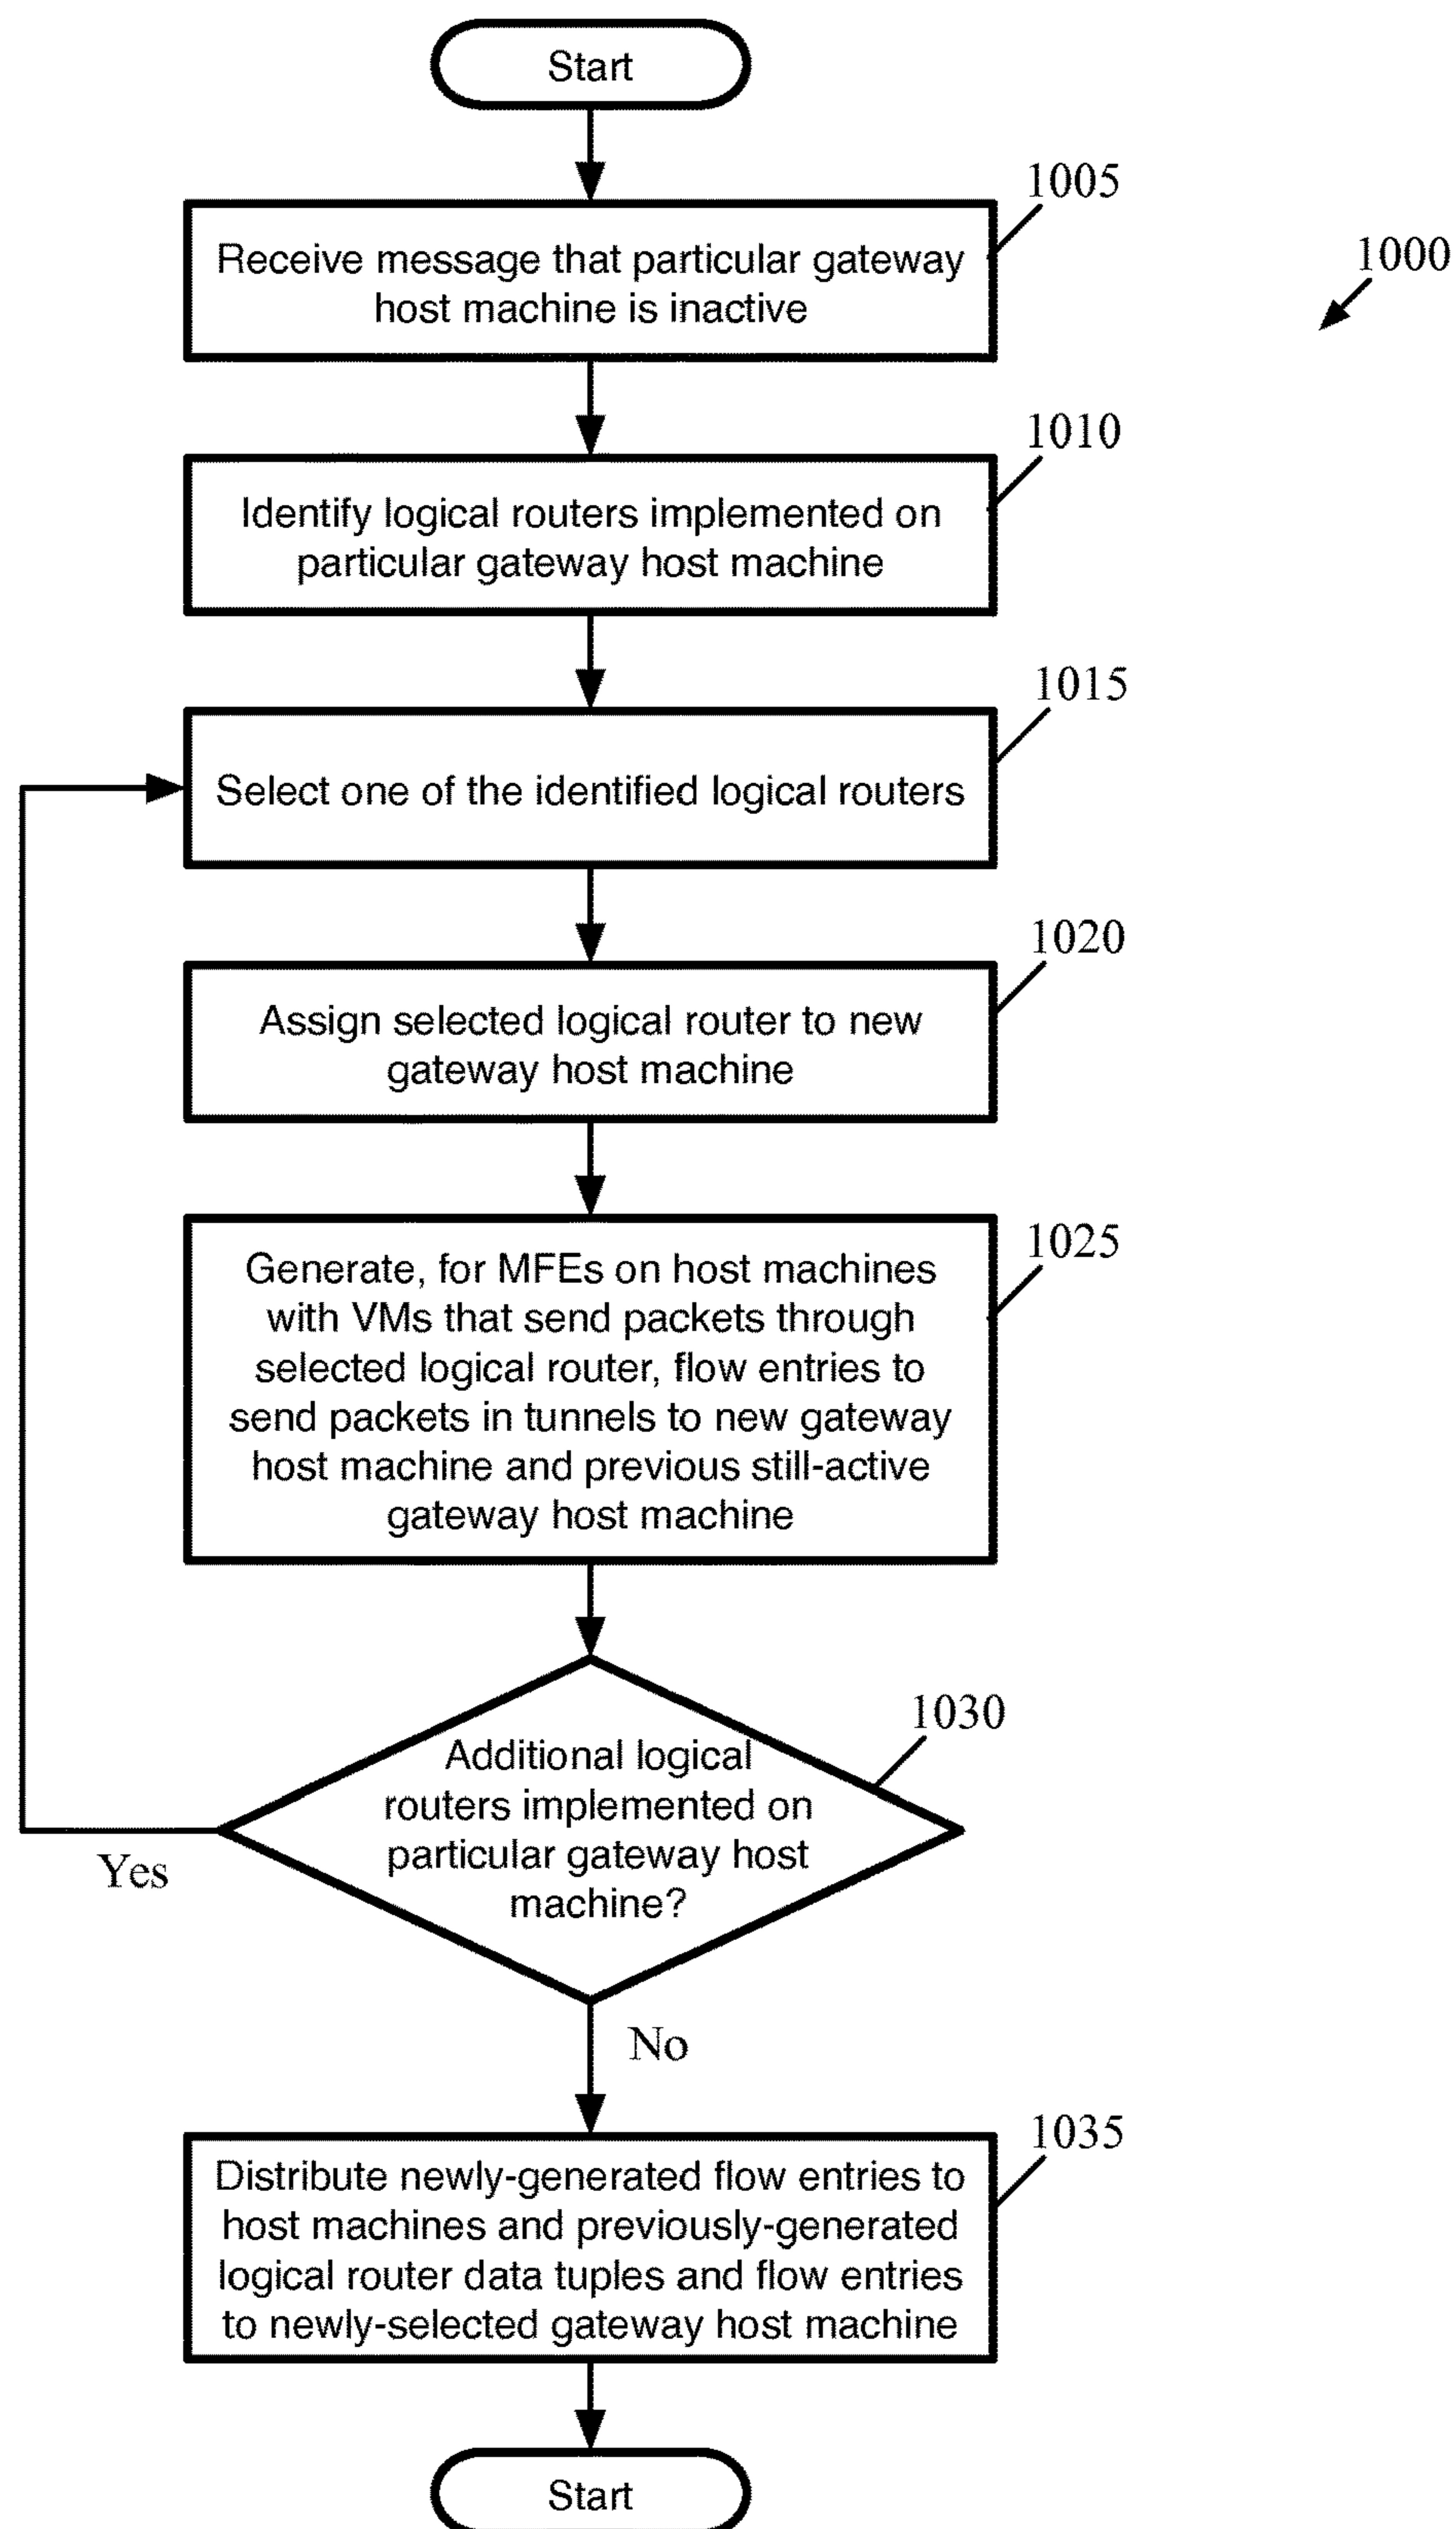 Start
1005
Receive message that particular gateway
host machine is inactive
1000
1010
Identify logical routers implemented on
particular gateway host machine
1015
Select one of the identified logical routers
1020
Assign selected logical router to new
gateway host machine
1025
Generate, for MFEs on host machines
with VMs that send packets through
selected logical router, flow entries to
send packets in tunnels to new gateway
host machine and previous still-active
gateway host machine
1030
Additional logical
routers implemented on
particular gateway host
machine?
Yes
No
1035
Distribute newly-generated flow entries to
host machines and previously-generated
logical router data tuples and flow entries
to newly-selected gateway host machine
Start